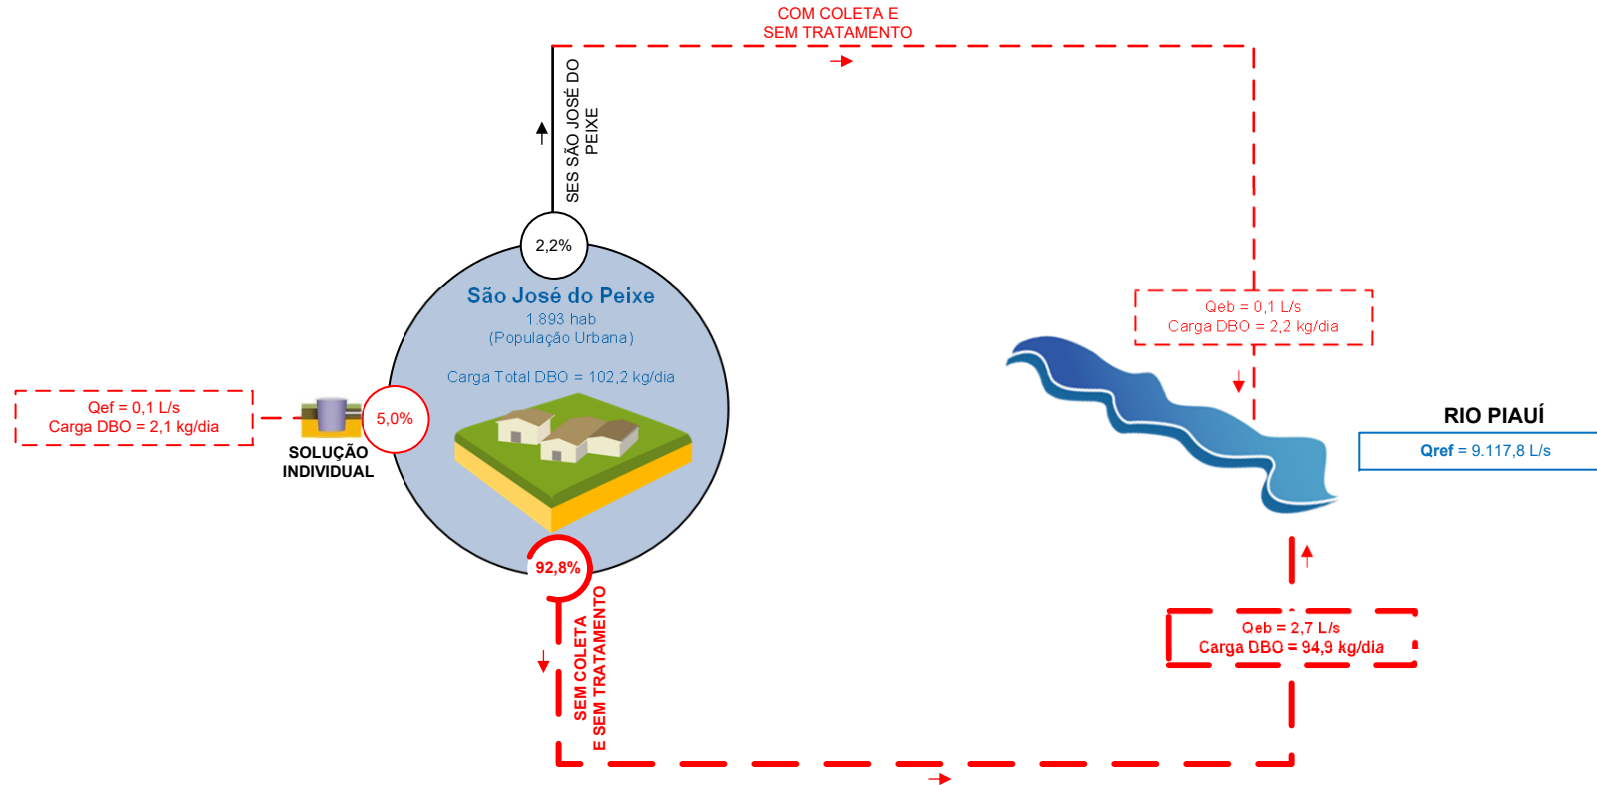 COM COLETA E
SEM TRATAMENTO
SES SÃO JOSÉ DO
PEIXE
2,2%
São José do Peixe
1.893 hab
(População Urbana)
Carga Total DBO = 102,2 kg/dia
Qeb = 0,1 L/s
Carga DBO = 2,2 kg/dia
Qef = 0,1 L/s
Carga DBO = 2,1 kg/dia
5,0%
SOLUÇÃO
INDIVIDUAL
RIO PIAUÍ
Qref = 9.117,8 L/s
92,8%
SEM COLETA
E SEM TRATAMENTO
Qeb = 2,7 L/s
Carga DBO = 94,9 kg/dia